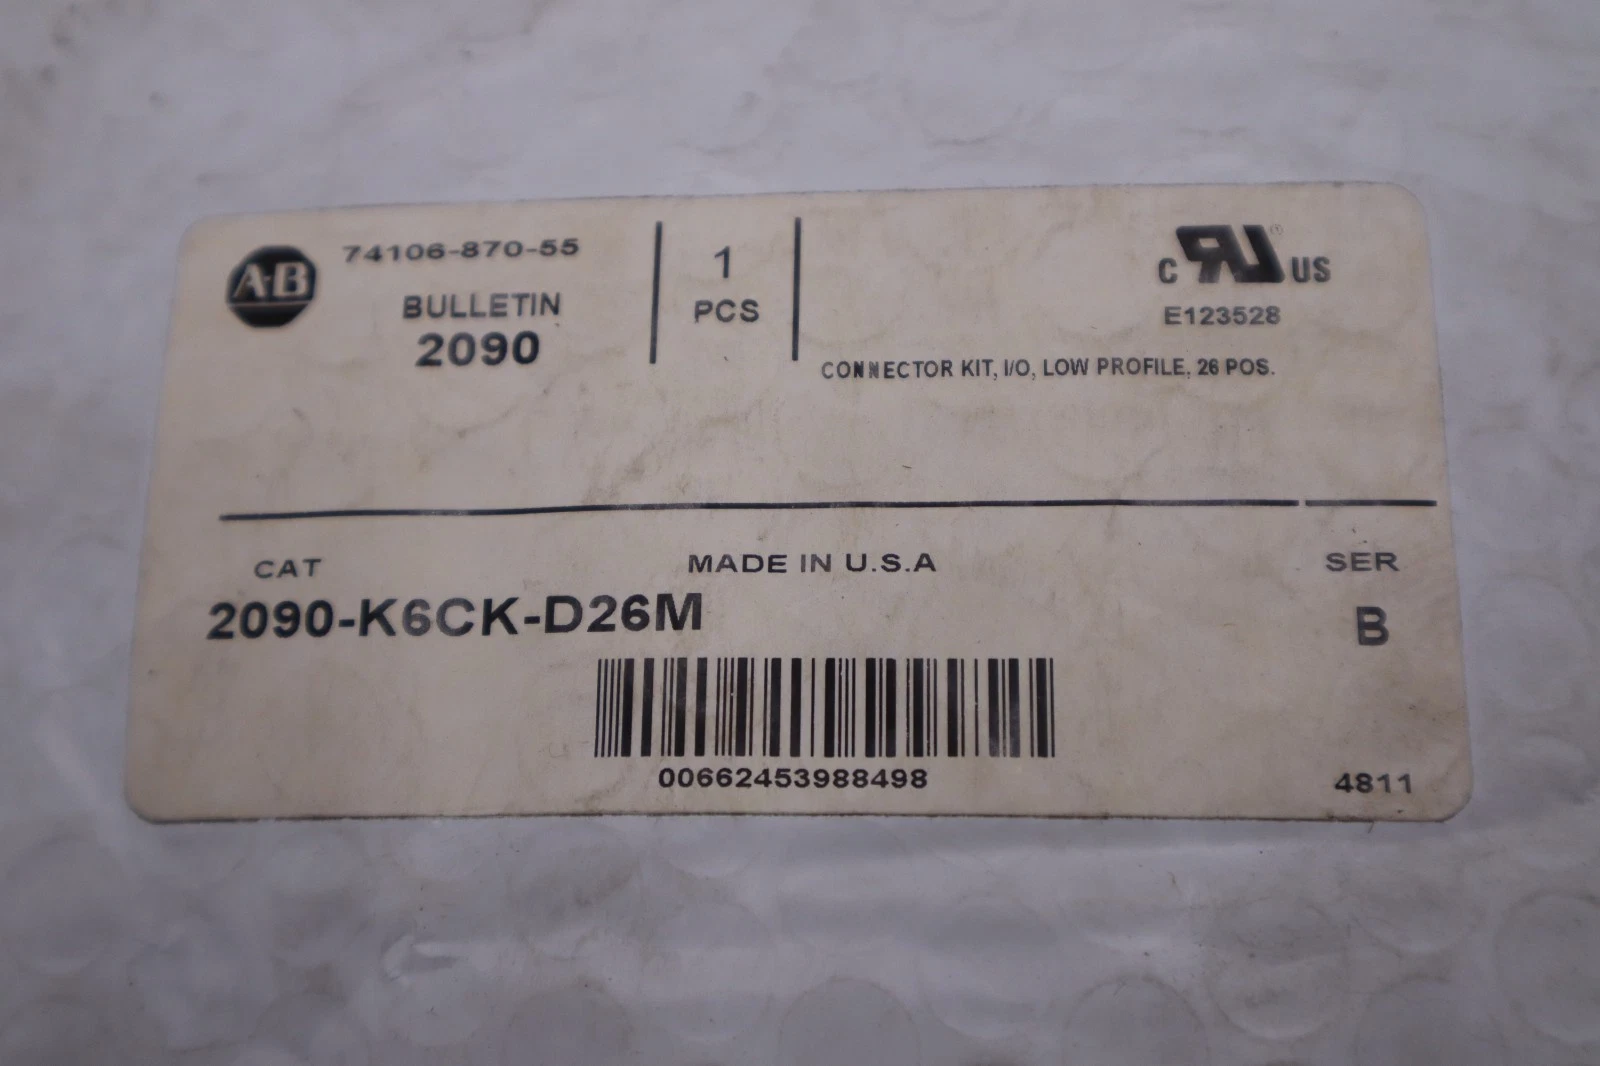 A-B
74106-870-55
BULLETIN
2090
1
PCS
C RU ® US
E123528
CONNECTOR KIT, I/O, LOW PROFILE, 26 POS.
CAT
MADE IN U.S.A
SER
2090-K6CK-D26M
B
00662453988498
4811